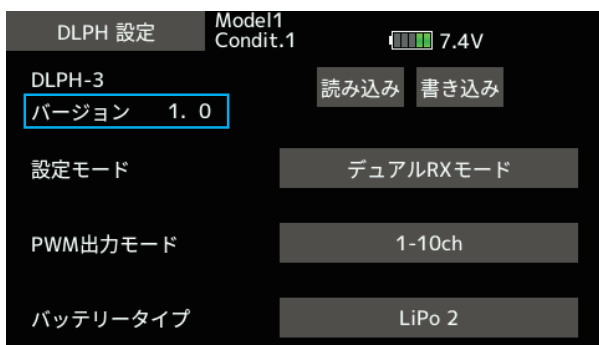 DLPH 設定
Model1
Condit.1
7.4V
DLPH-3
読み込み 書き込み
バージョン 1. 0
設定モード デュアルRXモード
PWM出力モード 1-10ch
バッテリータイプ LiPo 2